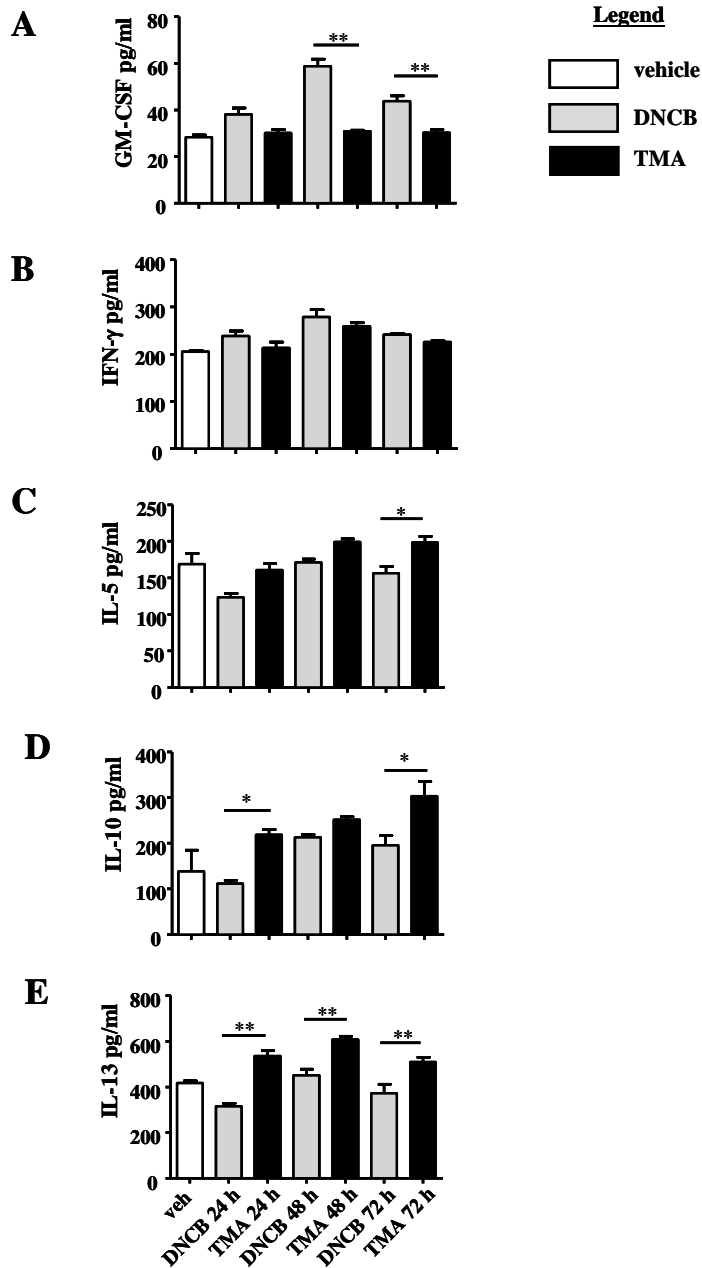 A
GM-CSF pg/ml
80
60
40
20
0
**
**
Legend
vehicle
DNCB
TMA
B
IFN-γ pg/ml
400
300
200
100
0
C
IL-5 pg/ml
250
200
150
100
50
0
*
D
IL-10 pg/ml
400
300
200
100
0
*
*
E
IL-13 pg/ml
800
600
400
200
0
**
**
**
veh
DNCB 24 h
TMA 24 h
DNCB 48 h
TMA 48 h
DNCB 72 h
TMA 72 h